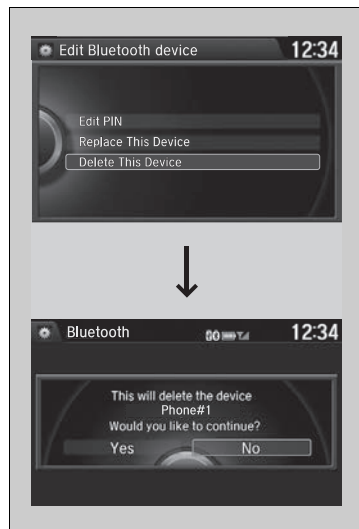 Edit Bluetooth device 12:34
Edit PIN
Replace This Device
Delete This Device
Bluetooth 12:34
This will delete the device
Phone#1
Would you like to continue?
Yes No